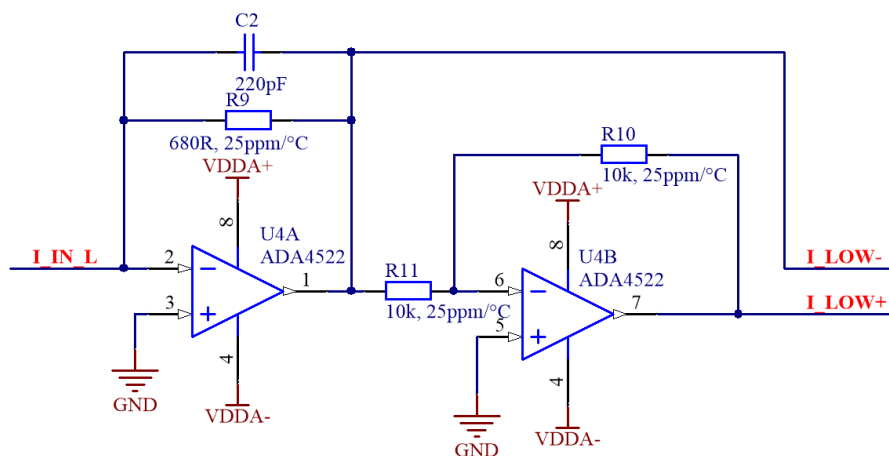 C2
220pF
R9
680R, 25ppm/°C
VDDA+
8
U4A
ADA4522
I_IN_L
2
1
3
4
GND
VDDA-
R11
10k, 25ppm/°C
R10
10k, 25ppm/°C
VDDA+
8
U4B
ADA4522
6
7
5
4
GND
VDDA-
I_LOW-
I_LOW+